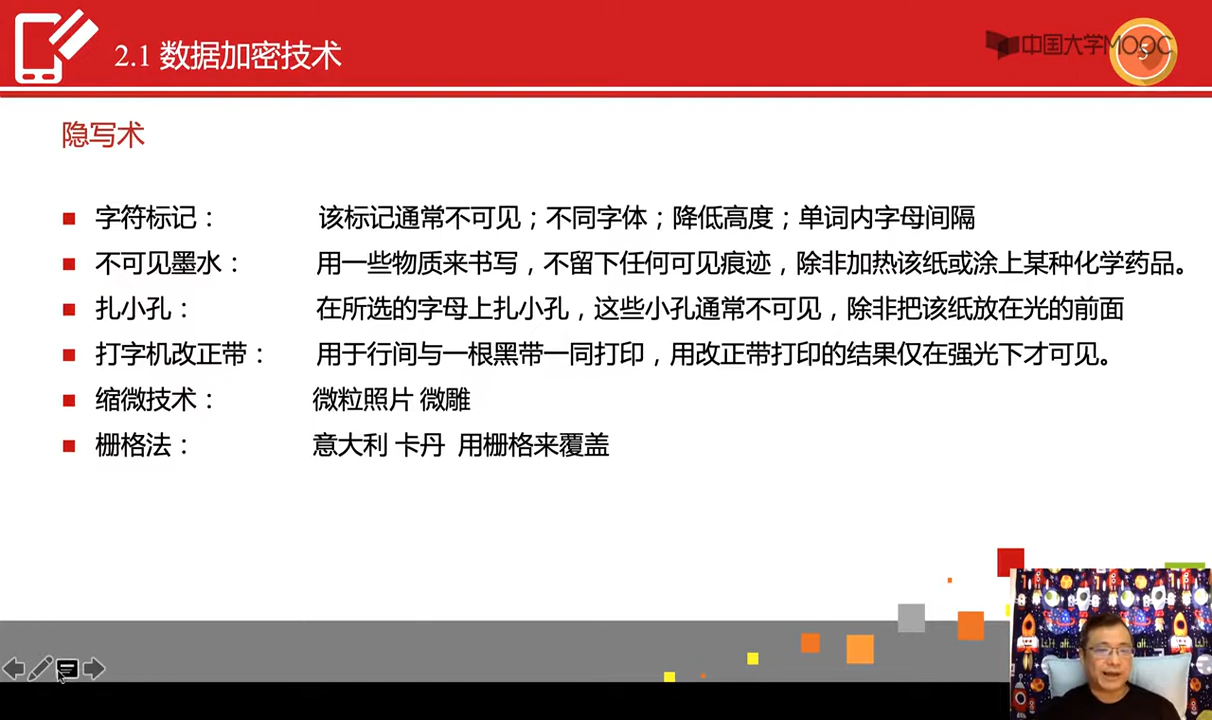 2.1 数据加密技术
中国大学MOOC
5
隐写术
字符标记： 该标记通常不可见；不同字体；降低高度；单词内字母间隔
不可见墨水： 用一些物质来书写，不留下任何可见痕迹，除非加热该纸或涂上某种化学药品。
扎小孔： 在所选的字母上扎小孔，这些小孔通常不可见，除非把该纸放在光的前面
打字机改正带： 用于行间与一根黑带一同打印，用改正带打印的结果仅在强光下才可见。
缩微技术： 微粒照片 微雕
栅格法： 意大利 卡丹 用栅格来覆盖